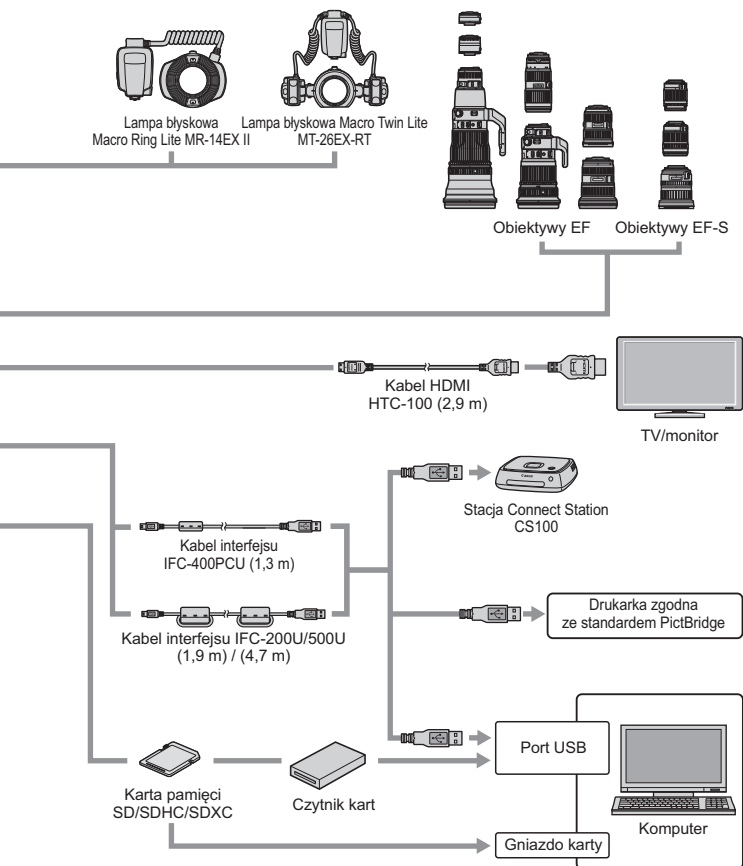 Lampa błyskowa
Macro Ring Lite MR-14EX II
Lampa błyskowa Macro Twin Lite
MT-26EX-RT
Obiektywy EF
Obiektywy EF-S
Kabel HDMI
HTC-100 (2,9 m)
TV/monitor
Stacja Connect Station
CS100
Kabel interfejsu
IFC-400PCU (1,3 m)
Drukarka zgodna
ze standardem PictBridge
Kabel interfejsu IFC-200U/500U
(1,9 m) / (4,7 m)
Port USB
Karta pamięci
SD/SDHC/SDXC
Czytnik kart
Komputer
Gniazdo karty